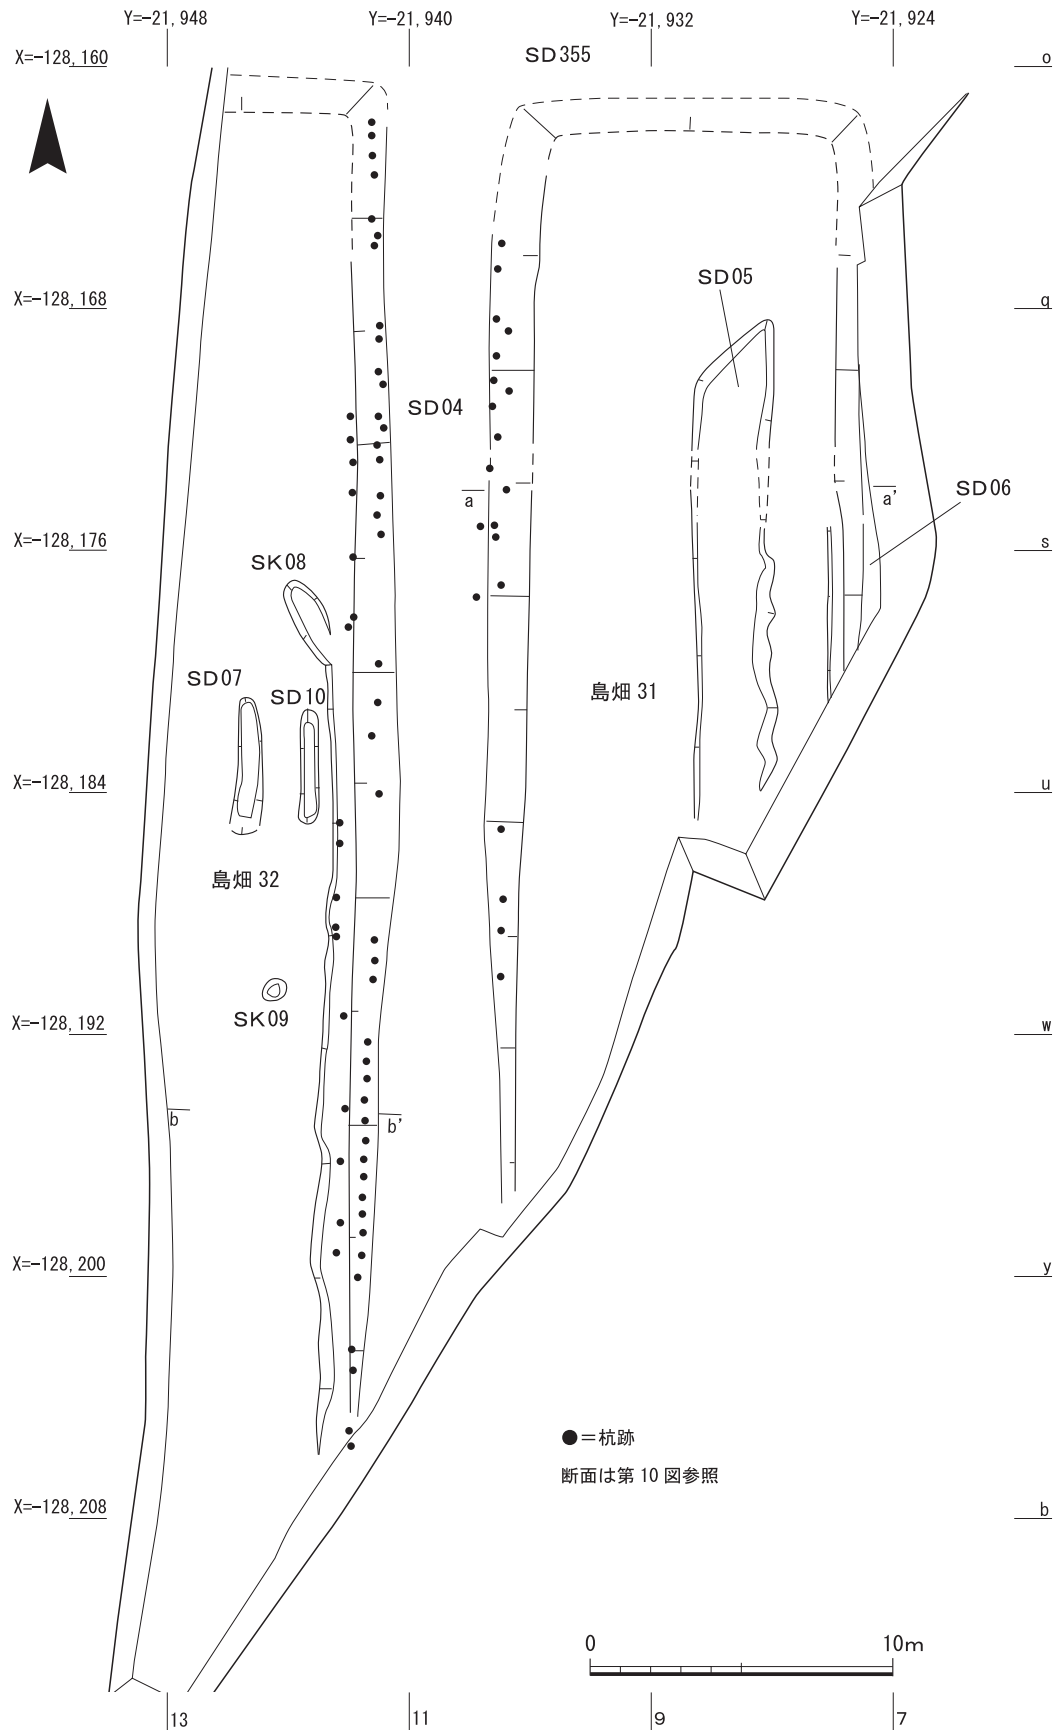 Y=−21,948
Y=−21,940
Y=−21,932
Y=−21,924
X=−128,160
SD355
o
X=−128,168
SD05
q
SD04
a
a'
SD06
X=−128,176
SK08
s
SD07
SD10
島畑 31
X=−128,184
u
島畑 32
SK09
X=−128,192
w
b
b'
X=−128,200
y
●＝杭跡
断面は第 10 図参照
X=−128,208
b
0
10m
13
11
9
7